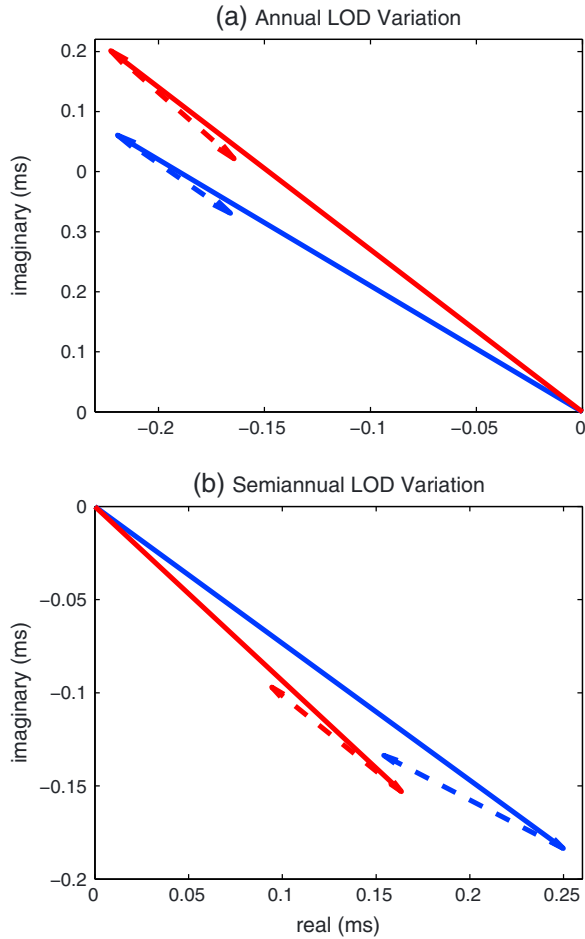 (a) Annual LOD Variation
0.2
0.1
0
0.3
0.2
0.1
0
imaginary (ms)
−0.2 −0.15 −0.1 −0.05 0
(b) Semiannual LOD Variation
0
−0.05
−0.1
−0.15
−0.2
imaginary (ms)
0 0.05 0.1 0.15 0.2 0.25
real (ms)